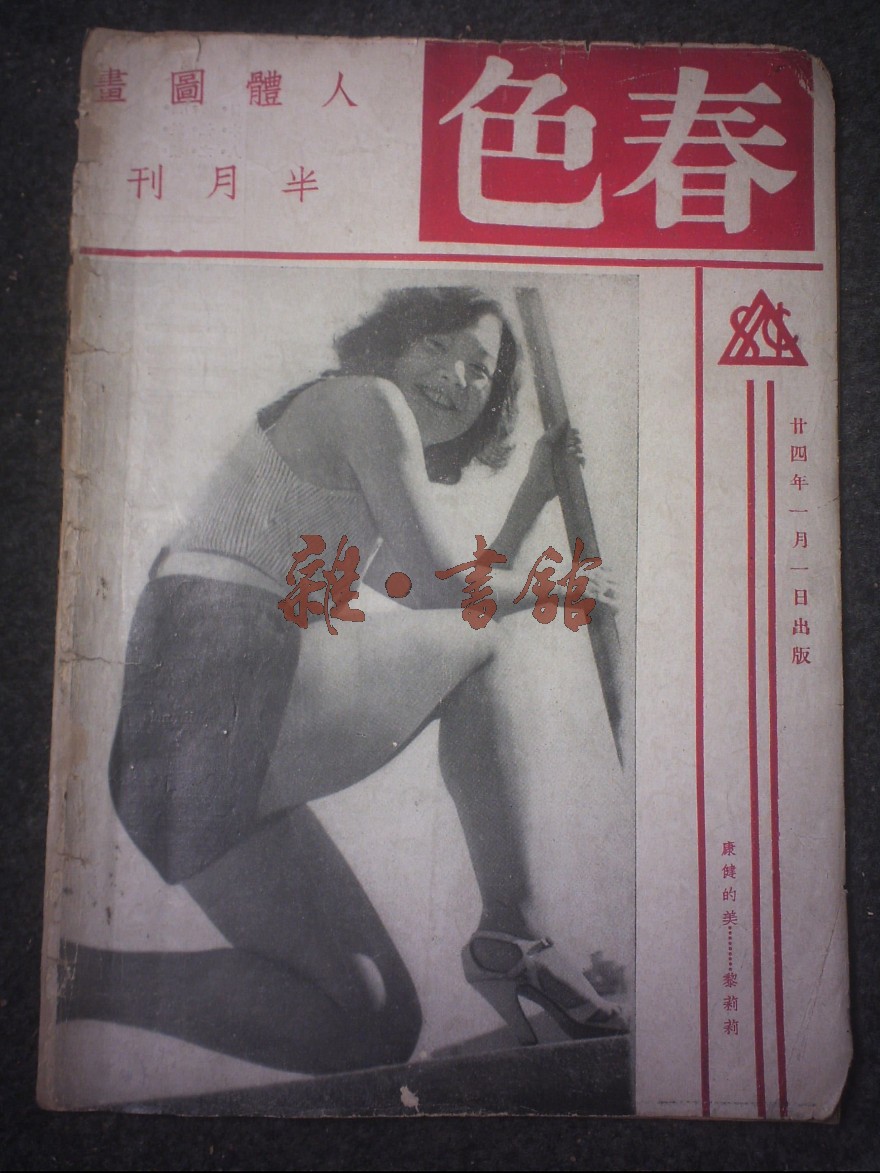 春色
人體圖畫
半月刊
廿四年一月一日出版
康健的美………黎莉莉
雜·書館